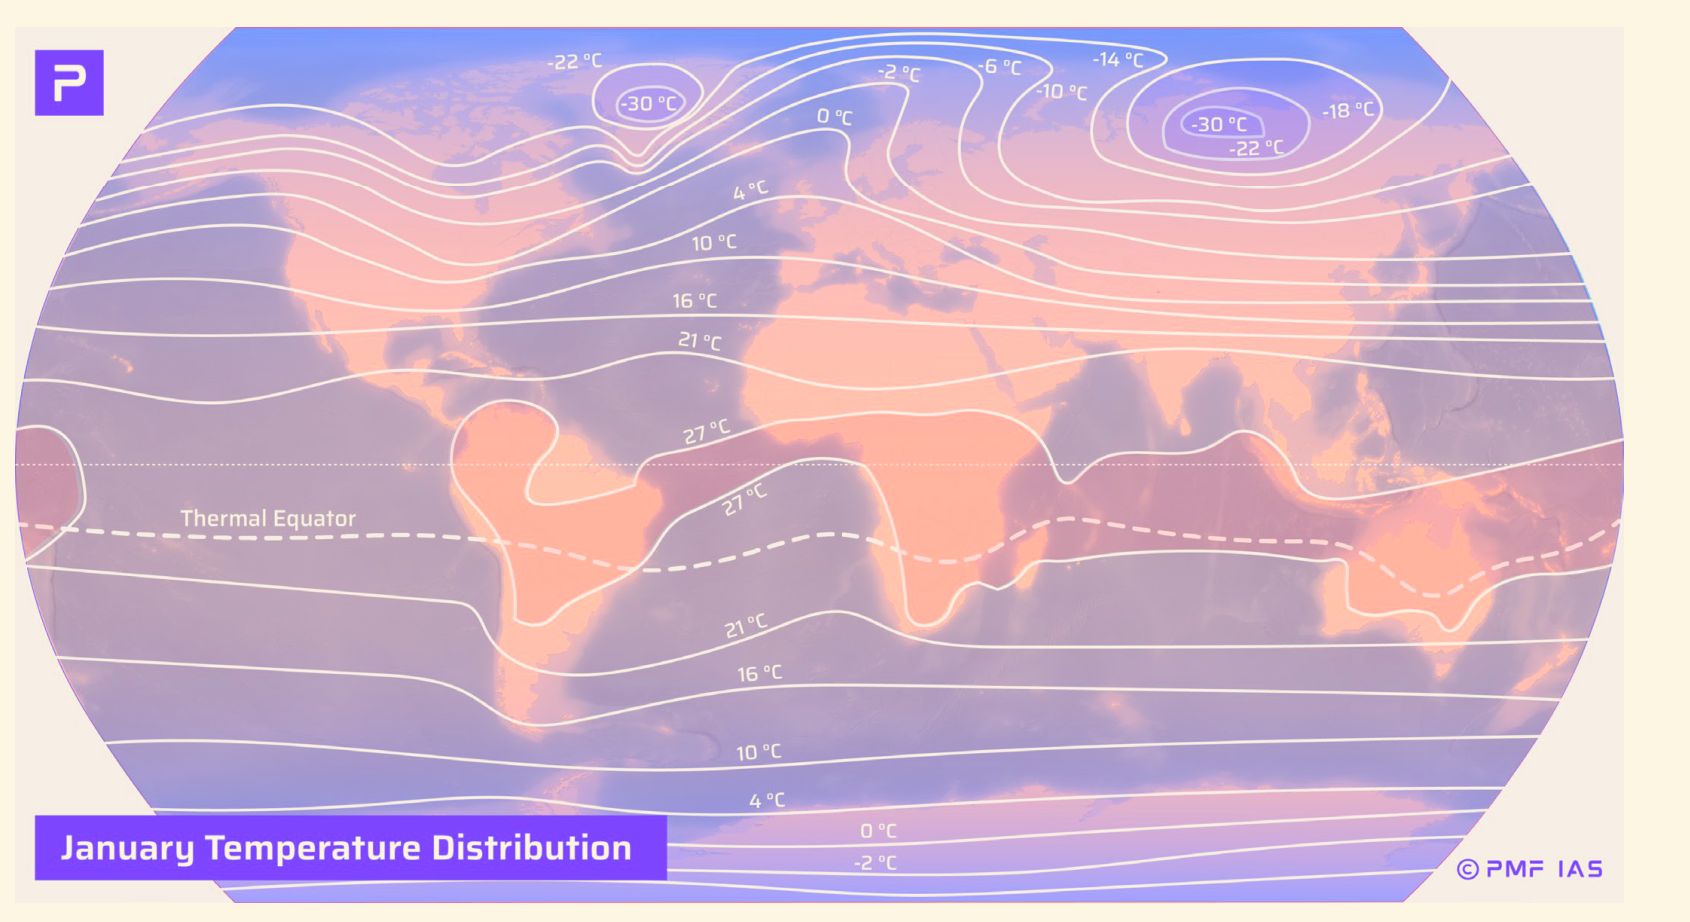 P
-22 °C
-14 °C
-6 °C
-2 °C
-10 °C
-30 °C
-18 °C
0 °C
-30 °C
-22 °C
4 °C
10 °C
16 °C
21 °C
27 °C
27 °C
Thermal Equator
21 °C
16 °C
10 °C
4 °C
0 °C
-2 °C
January Temperature Distribution
© PMF IAS